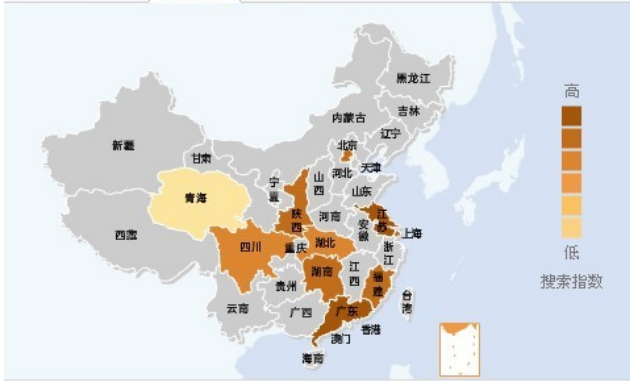 黑龙江
吉林
内蒙古
辽宁
新疆
甘肃
北京
天津
河北
宁夏
山西
山东
青海
陕西
河南
江苏
西藏
四川
重庆
湖北
安徽
上海
浙江
湖南
江西
贵州
福建
云南
广西
广东
台湾
香港
澳门
海南
高
低
搜索指数